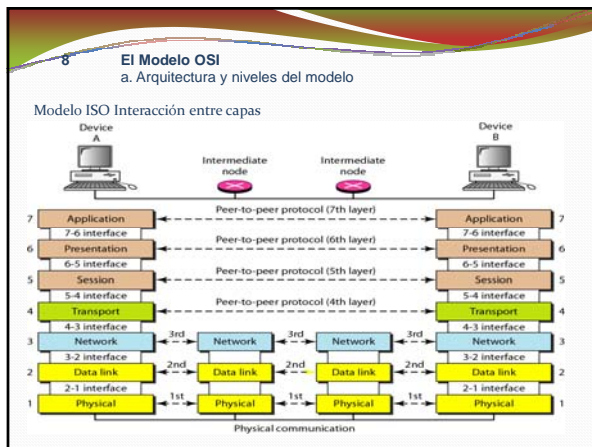 8 El Modelo OSI
a. Arquitectura y niveles del modelo
Modelo ISO Interacción entre capas
Device
A
Device
B
Intermediate
node
Intermediate
node
7 Application Peer-to-peer protocol (7th layer) Application 7
7-6 interface 7-6 interface
6 Presentation Peer-to-peer protocol (6th layer) Presentation 6
6-5 interface 6-5 interface
5 Session Peer-to-peer protocol (5th layer) Session 5
5-4 interface 5-4 interface
4 Transport Peer-to-peer protocol (4th layer) Transport 4
4-3 interface 4-3 interface
3 Network 3rd Network 3rd Network 3rd Network 3
3-2 interface 3-2 interface
2 Data link 2nd Data link 2nd Data link 2nd Data link 2
2-1 interface 2-1 interface
1 Physical 1st Physical 1st Physical 1st Physical 1
Physical communication